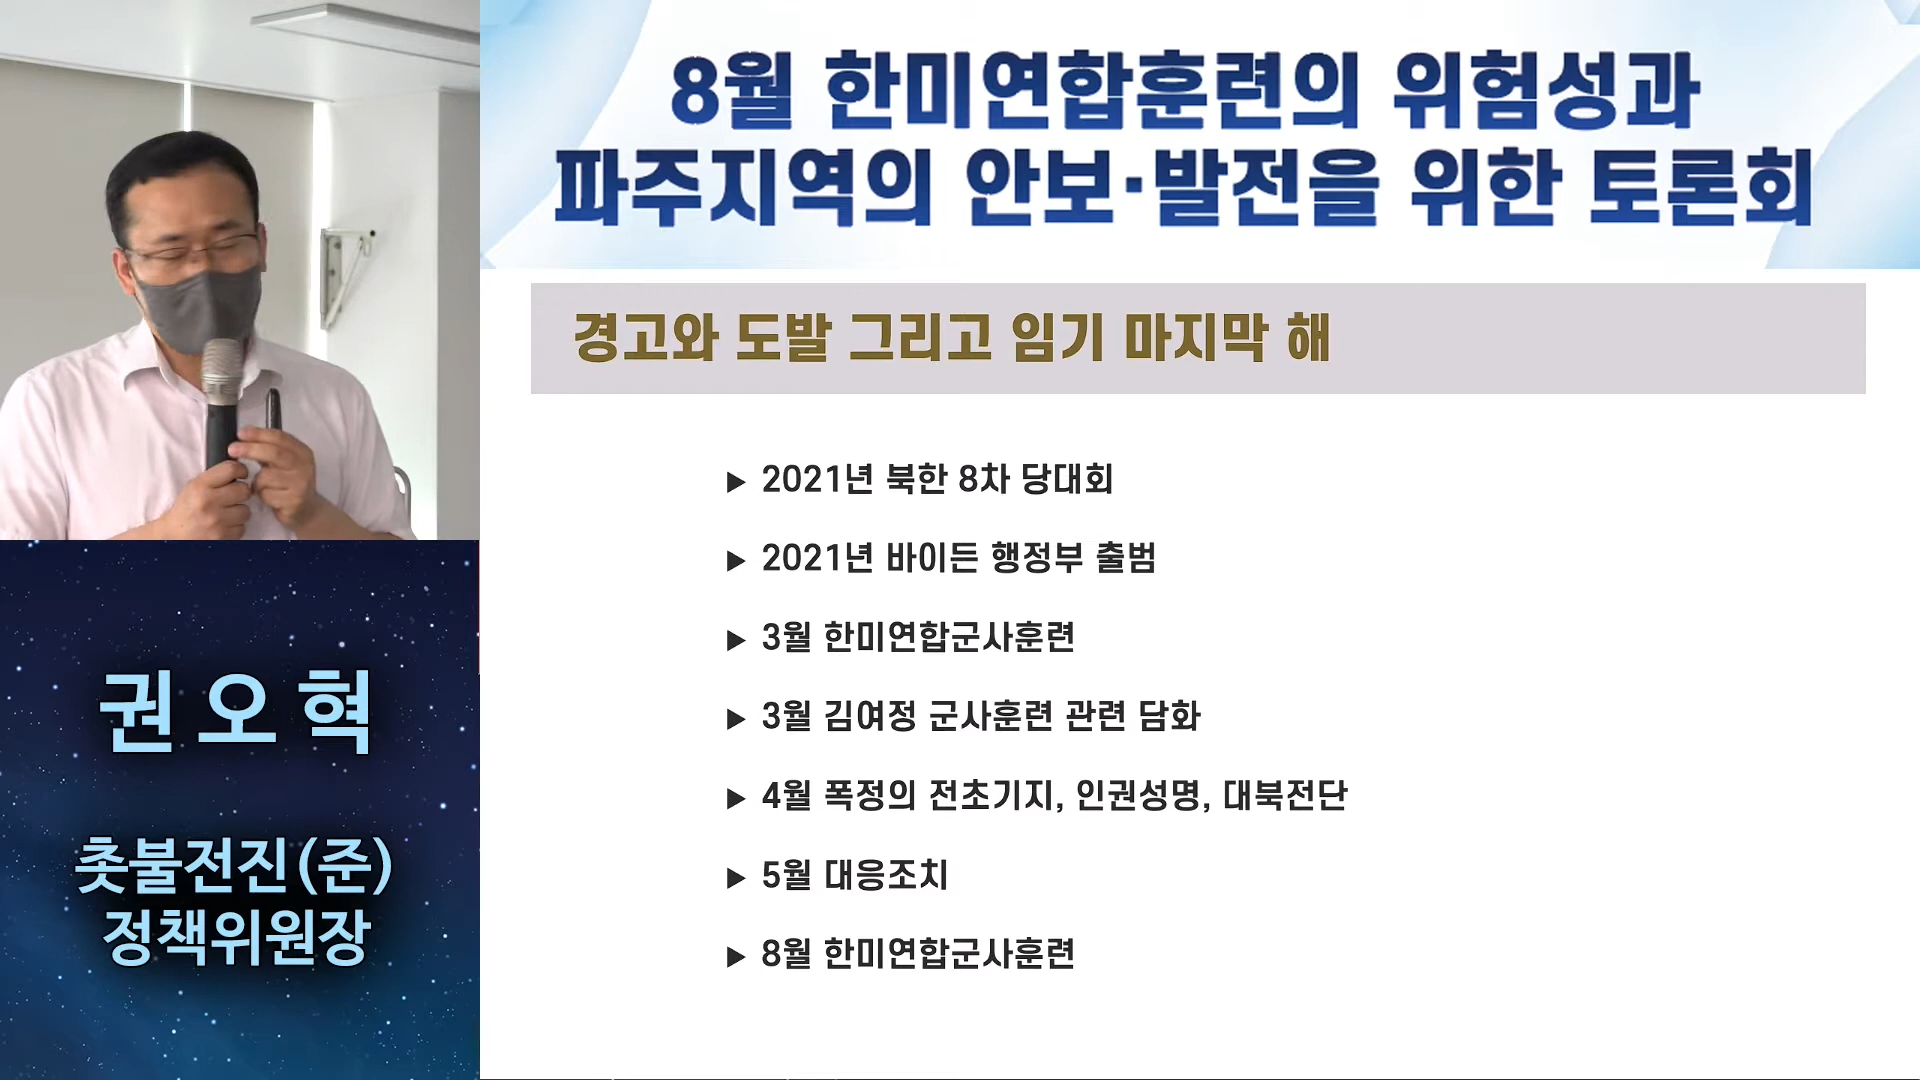 8월 한미연합훈련의 위험성과
파주지역의 안보·발전을 위한 토론회
경고와 도발 그리고 임기 마지막 해
▶ 2021년 북한 8차 당대회
▶ 2021년 바이든 행정부 출범
▶ 3월 한미연합군사훈련
▶ 3월 김여정 군사훈련 관련 담화
▶ 4월 폭정의 전초기지, 인권성명, 대북전단
▶ 5월 대응조치
▶ 8월 한미연합군사훈련
권오혁
촛불전진(준)
정책위원장